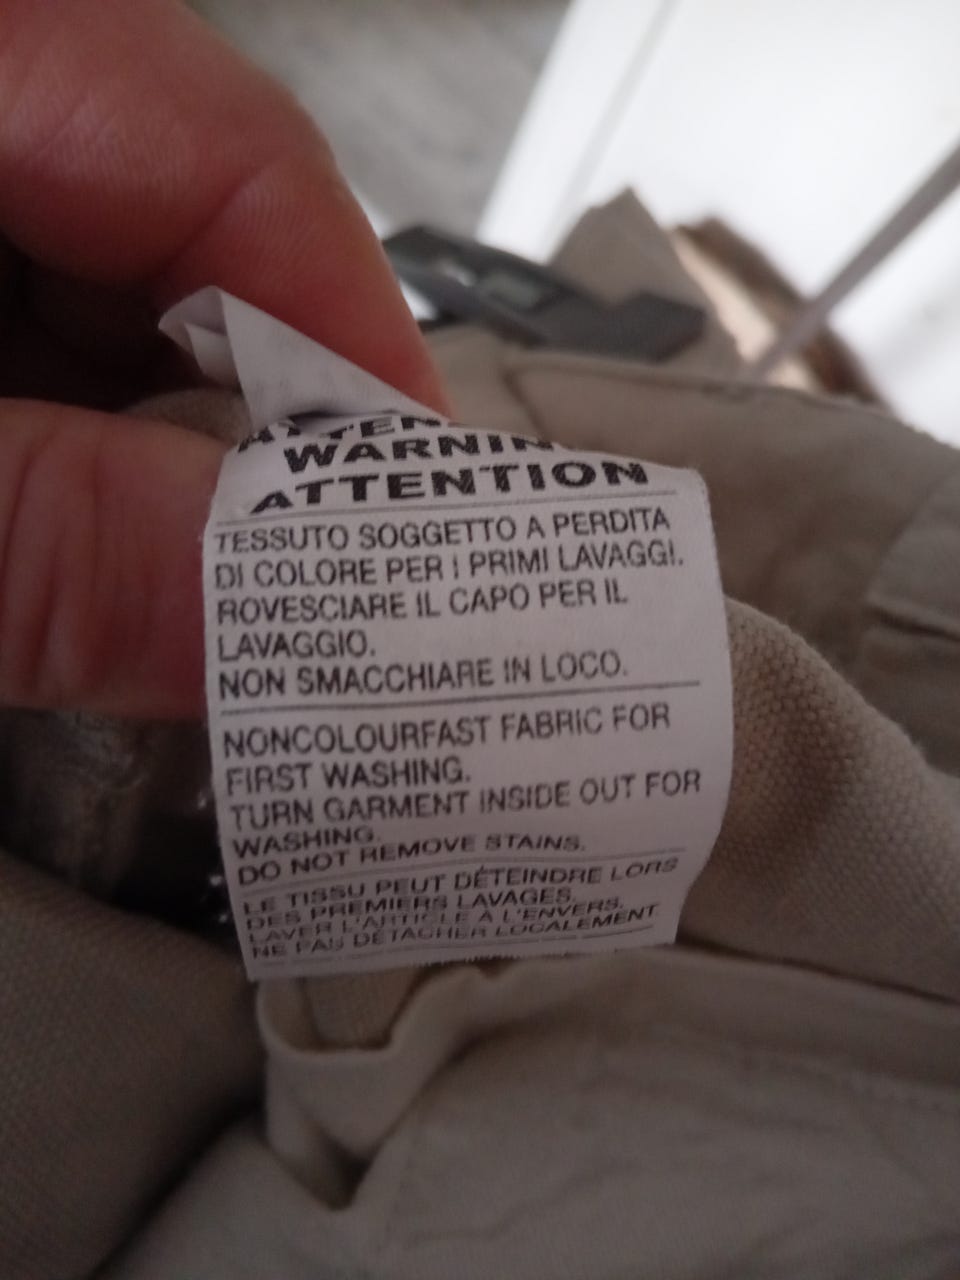 WARNING
ATTENTION
TESSUTO SOGGETTO A PERDITA
DI COLORE PER I PRIMI LAVAGGI.
ROVESCIARE IL CAPO PER IL
LAVAGGIO.
NON SMACCHIARE IN LOCO.
NONCOLOURFAST FABRIC FOR
FIRST WASHING.
TURN GARMENT INSIDE OUT FOR
WASHING.
DO NOT REMOVE STAINS.
LE TISSU PEUT DÉTEINDRE LORS
DES PREMIERS LAVAGES.
LAVER L'ARTICLE A L'ENVERS.
NE PAS DÉTACHER LOCALEMENT